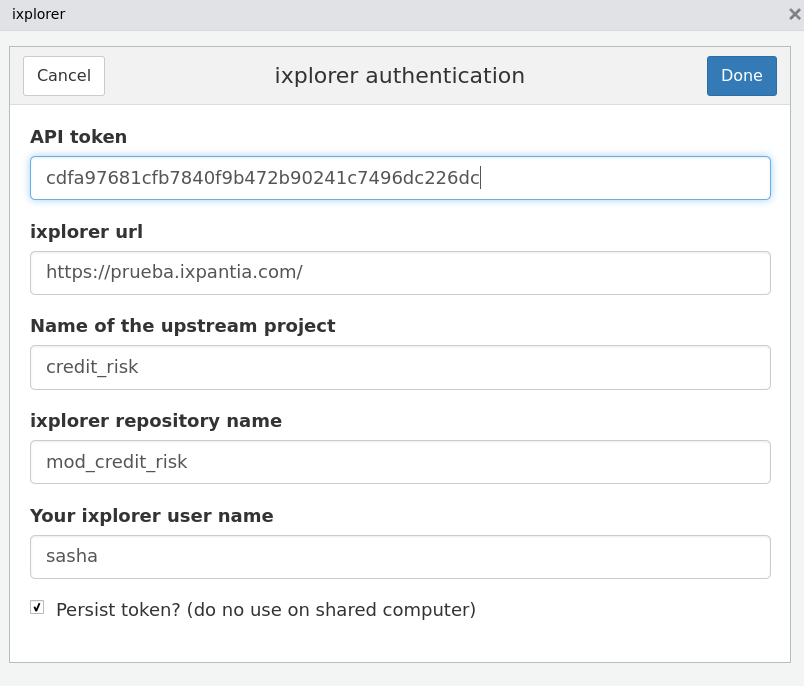 ixplorer
Cancel
ixplorer authentication
Done
API token
cdfa97681cfb7840f9b472b90241c7496dc226dc
ixplorer url
https://prueba.ixpantia.com/
Name of the upstream project
credit_risk
ixplorer repository name
mod_credit_risk
Your ixplorer user name
sasha
Persist token? (do no use on shared computer)